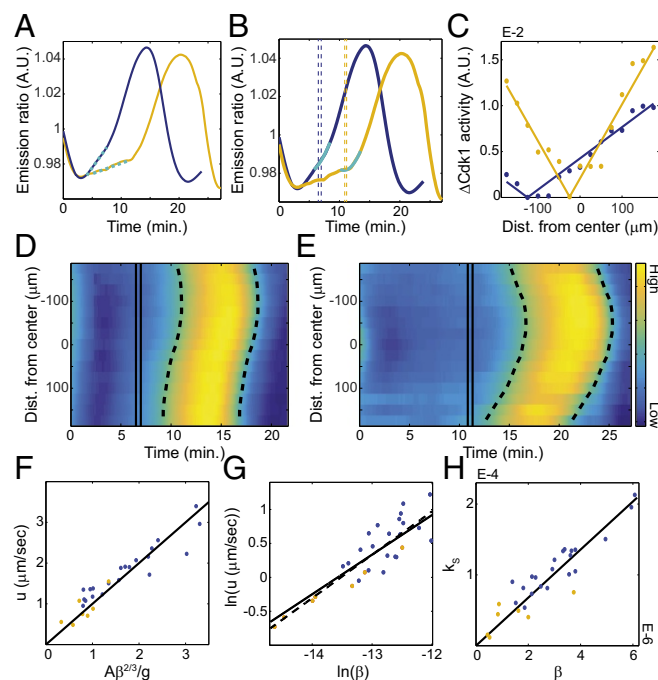 A
B
C
Emission ratio (A.U.)
1.04
1.02
1
0.98
0
10
20
Time (min.)
Emission ratio (A.U.)
1.04
1.02
1
0.98
0
10
20
Time (min.)
E-2
ΔCdk1 activity (A.U.)
1.5
1.0
0.5
0
-100
0
100
Dist. from center (μm)
D
E
Dist. from center (μm)
-100
0
100
0
5
10
15
20
Time (min.)
Dist. from center (μm)
-100
0
100
0
5
10
15
20
25
Time (min.)
High
Low
F
G
H
u (μm/sec)
3
2
1
0
1
2
3
Aβ^2/3/g
ln(u (μm/sec))
1
0.5
0
-0.5
-14
-13
-12
ln(β)
E-4
k_s
2
1
0
0
2
4
6
β
E-6